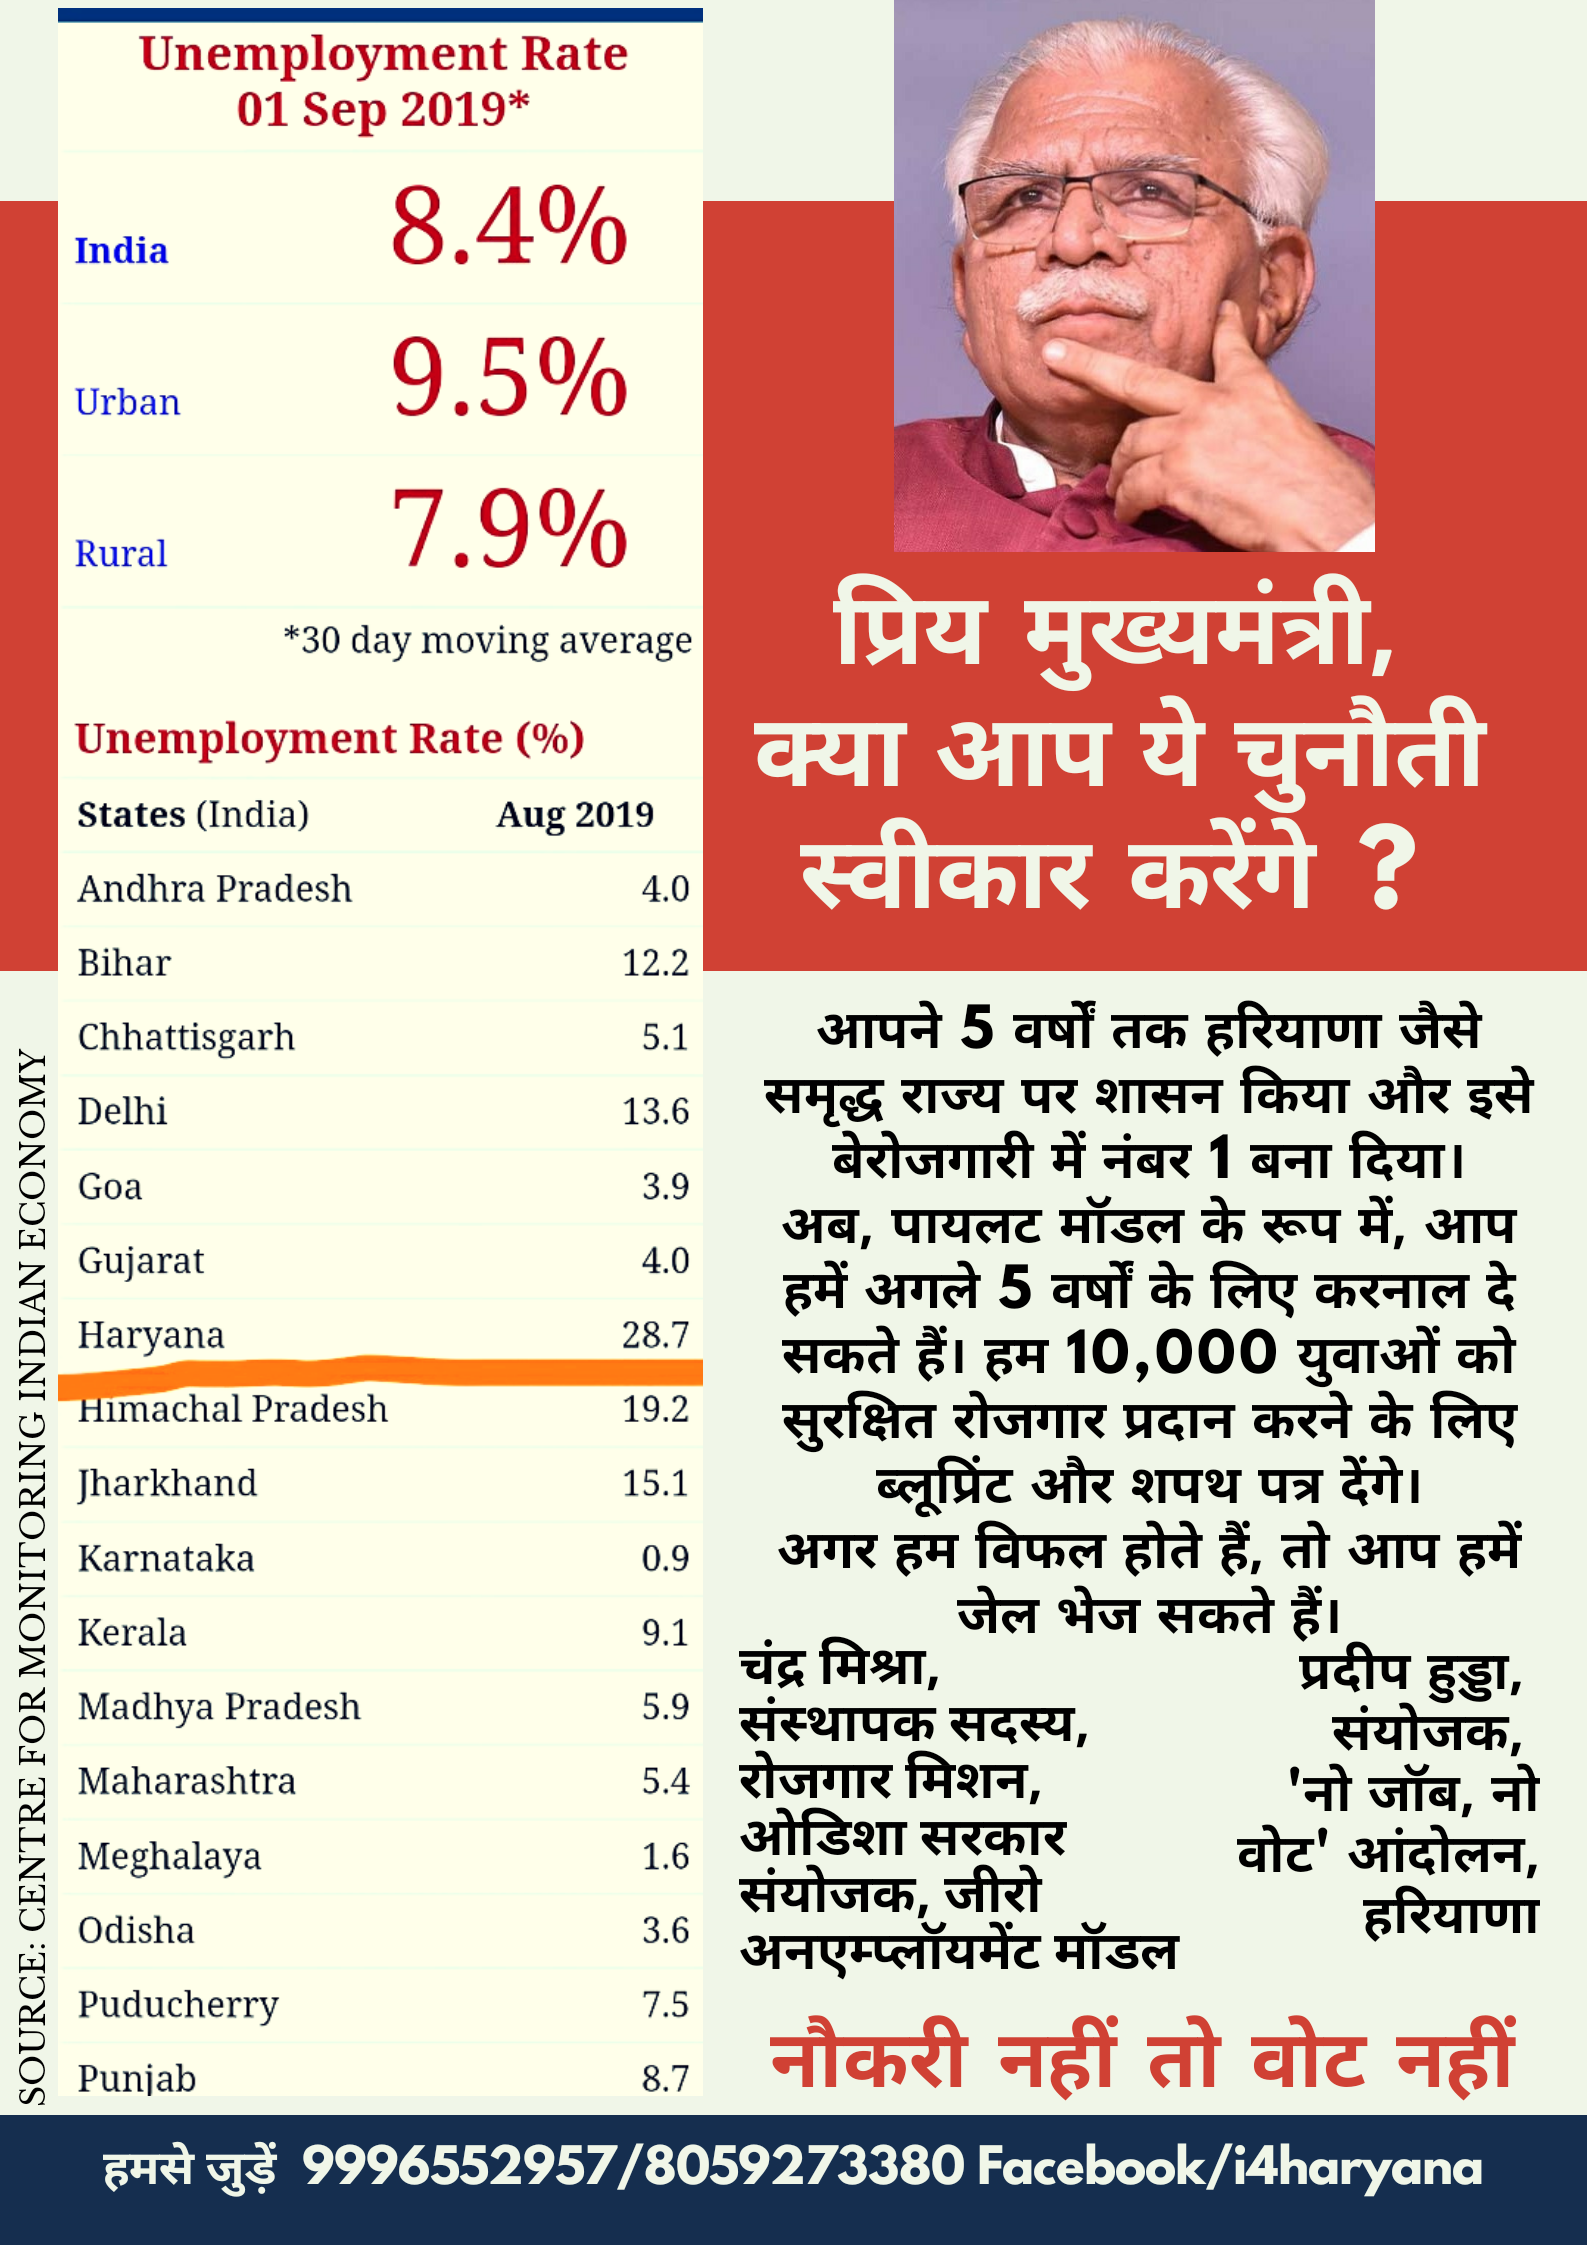 Unemployment Rate
01 Sep 2019*
India 8.4%
Urban 9.5%
Rural 7.9%
*30 day moving average
Unemployment Rate (%)
States (India) Aug 2019
Andhra Pradesh 4.0
Bihar 12.2
Chhattisgarh 5.1
Delhi 13.6
Goa 3.9
Gujarat 4.0
Haryana 28.7
Himachal Pradesh 19.2
Jharkhand 15.1
Karnataka 0.9
Kerala 9.1
Madhya Pradesh 5.9
Maharashtra 5.4
Meghalaya 1.6
Odisha 3.6
Puducherry 7.5
Punjab 8.7
SOURCE: CENTRE FOR MONITORING INDIAN ECONOMY
प्रिय मुख्यमंत्री,
क्या आप ये चुनौती
स्वीकार करेंगे ?
आपने 5 वर्षों तक हरियाणा जैसे
समृद्ध राज्य पर शासन किया और इसे
बेरोजगारी में नंबर 1 बना दिया।
अब, पायलट मॉडल के रूप में, आप
हमें अगले 5 वर्षों के लिए करनाल दे
सकते हैं। हम 10,000 युवाओं को
सुरक्षित रोजगार प्रदान करने के लिए
ब्लूप्रिंट और शपथ पत्र देंगे।
अगर हम विफल होते हैं, तो आप हमें
जेल भेज सकते हैं।
चंद्र मिश्रा,
संस्थापक सदस्य,
रोजगार मिशन,
ओडिशा सरकार
संयोजक, जीरो
अनएम्प्लॉयमेंट मॉडल
प्रदीप हुड्डा,
संयोजक,
'नो जॉब, नो
वोट' आंदोलन,
हरियाणा
नौकरी नहीं तो वोट नहीं
हमसे जुड़ें 9996552957/8059273380 Facebook/i4haryana